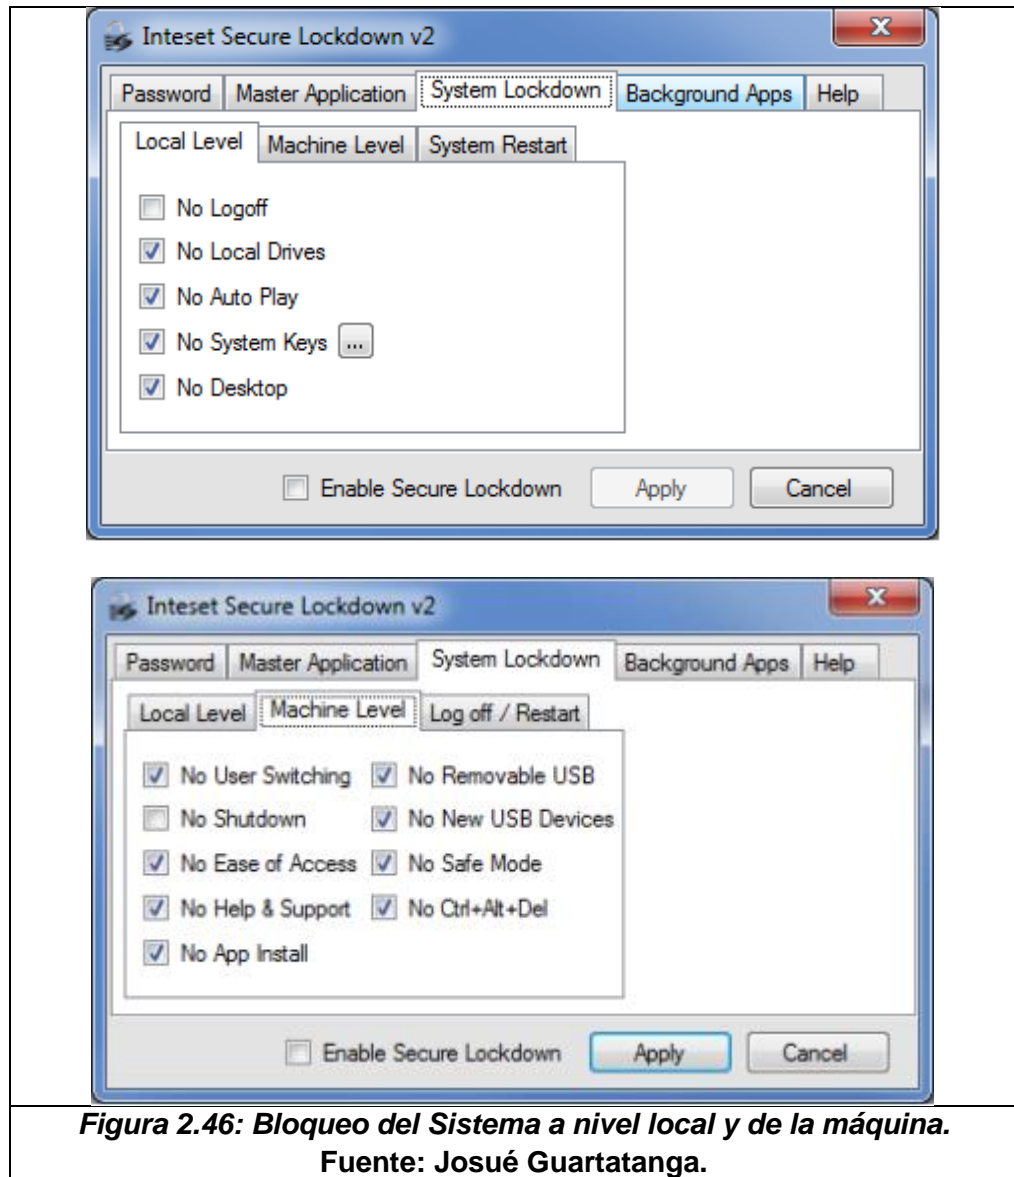 Inteset Secure Lockdown v2
Password Master Application System Lockdown Background Apps Help
Local Level Machine Level System Restart
No Logoff
No Local Drives
No Auto Play
No System Keys ...
No Desktop
Enable Secure Lockdown Apply Cancel
Inteset Secure Lockdown v2
Password Master Application System Lockdown Background Apps Help
Local Level Machine Level Log off / Restart
No User Switching No Removable USB
No Shutdown No New USB Devices
No Ease of Access No Safe Mode
No Help & Support No Ctrl+Alt+Del
No App Install
Enable Secure Lockdown Apply Cancel
Figura 2.46: Bloqueo del Sistema a nivel local y de la máquina.
Fuente: Josué Guartatanga.